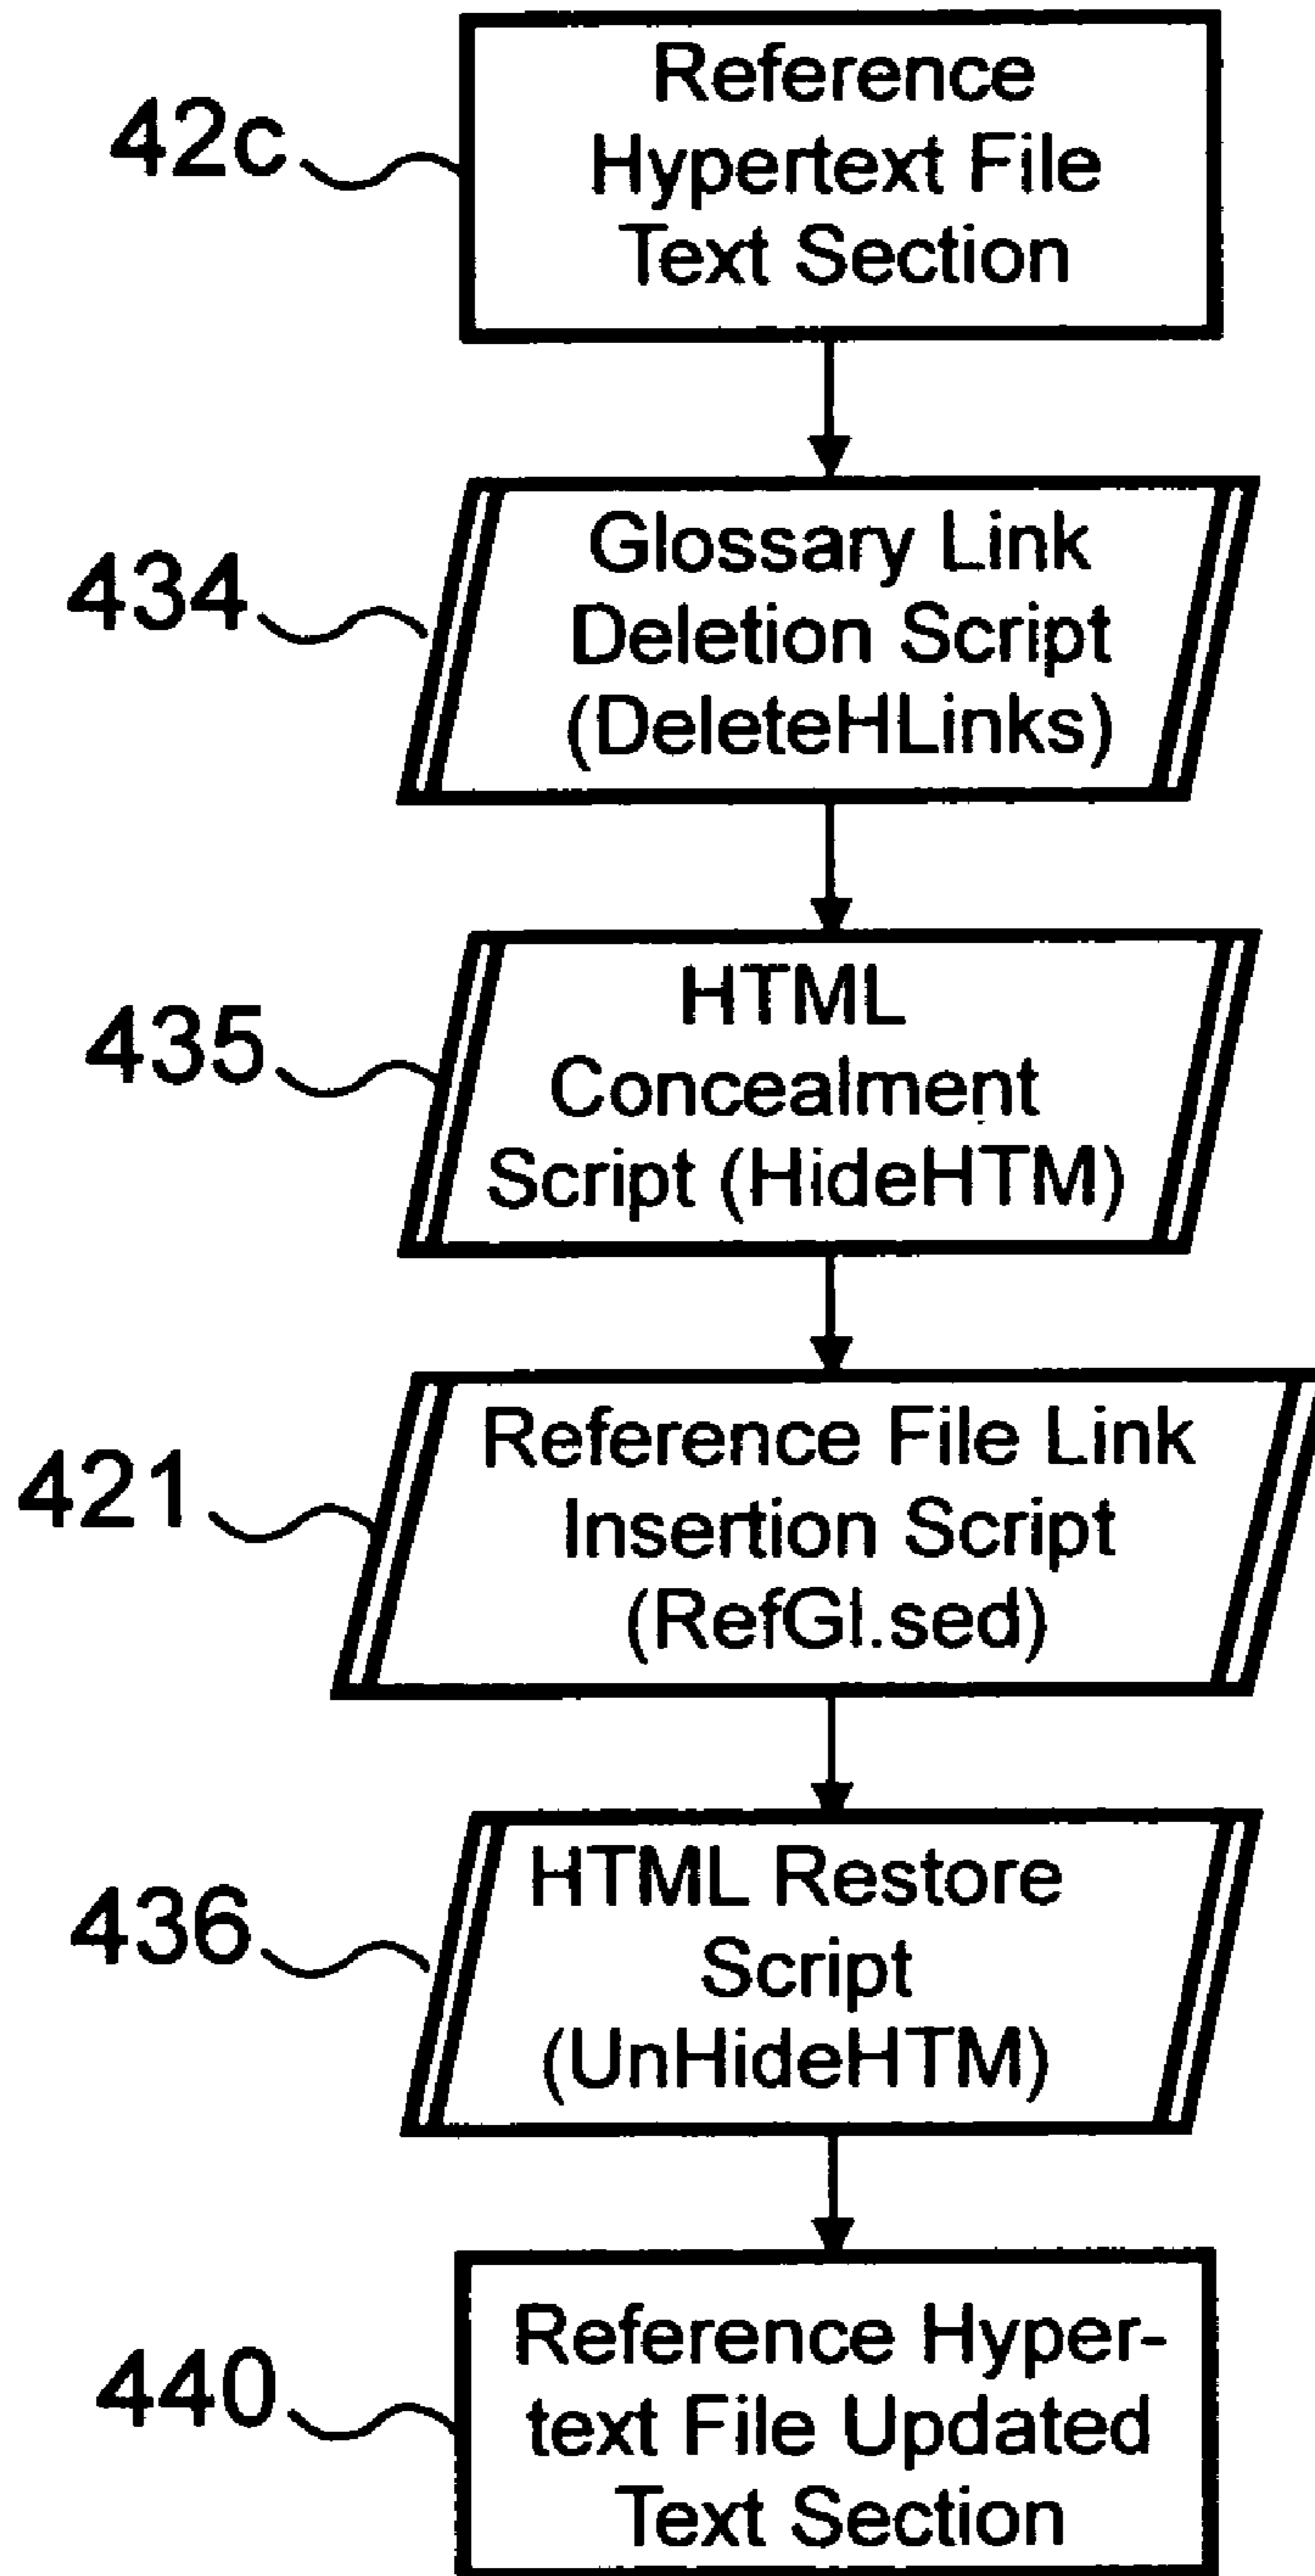 42c
Reference
Hypertext File
Text Section
434
Glossary Link
Deletion Script
(DeleteHLinks)
435
HTML
Concealment
Script (HideHTM)
421
Reference File Link
Insertion Script
(RefGl.sed)
436
HTML Restore
Script
(UnHideHTM)
440
Reference Hyper-
text File Updated
Text Section